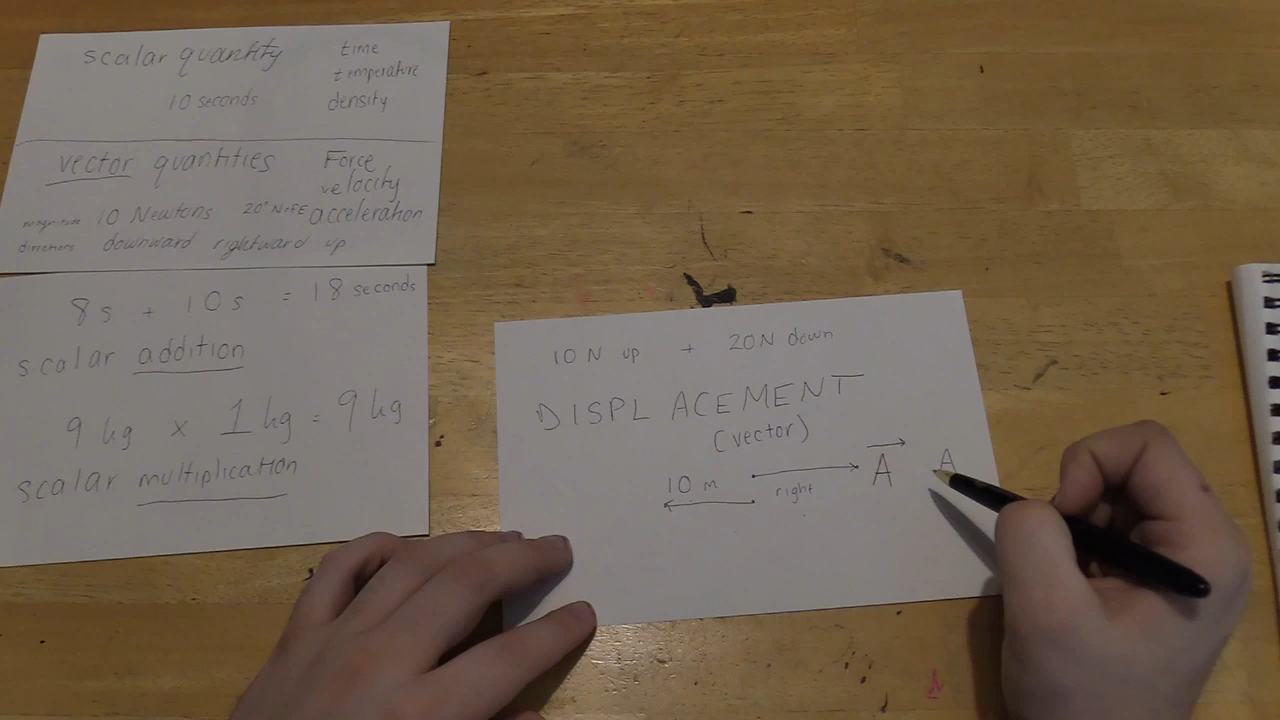 scalar quantity
time
temperature
10 seconds
density
vector quantities
Force
velocity
magnitude 10 Newtons 20° N of E acceleration
directions downward rightward up
8 s + 10 s = 18 seconds
scalar addition
9 kg x 1 kg = 9 kg
scalar multiplication
10 N up + 20N down
DISPLACEMENT
(vector)
10 m
right
A A